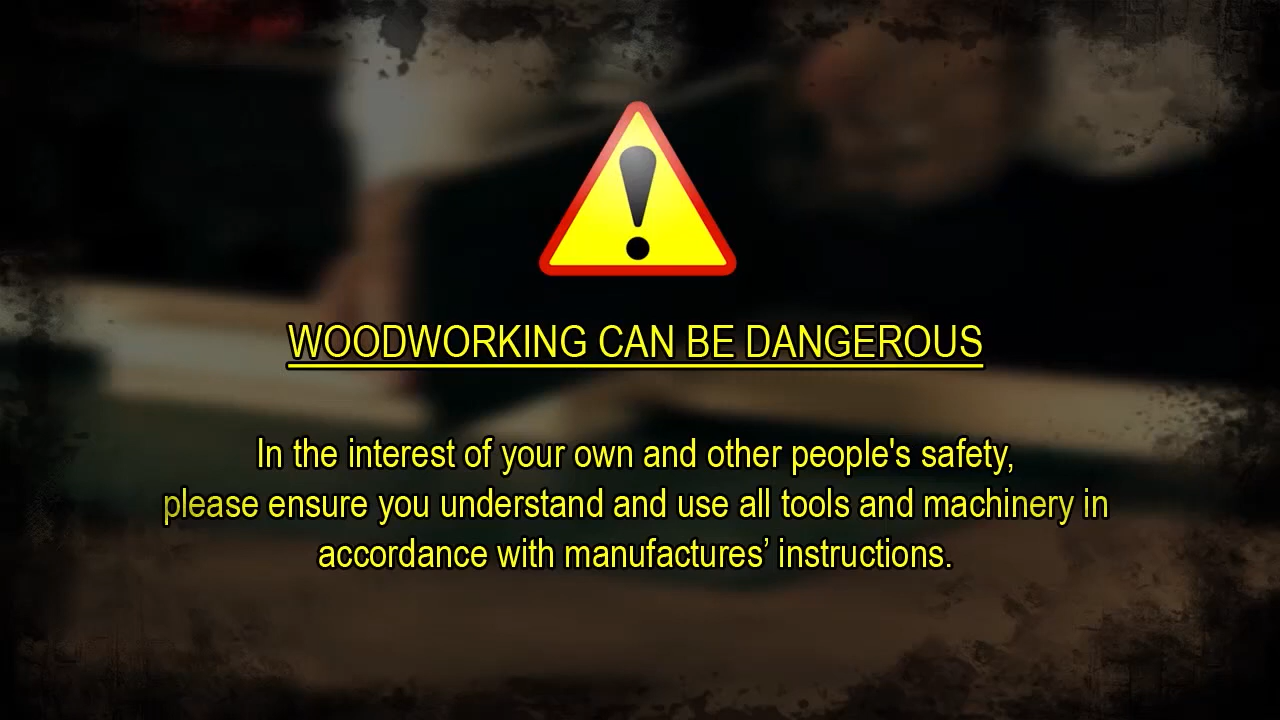 WOODWORKING CAN BE DANGEROUS
In the interest of your own and other people's safety,
please ensure you understand and use all tools and machinery in
accordance with manufactures’ instructions.